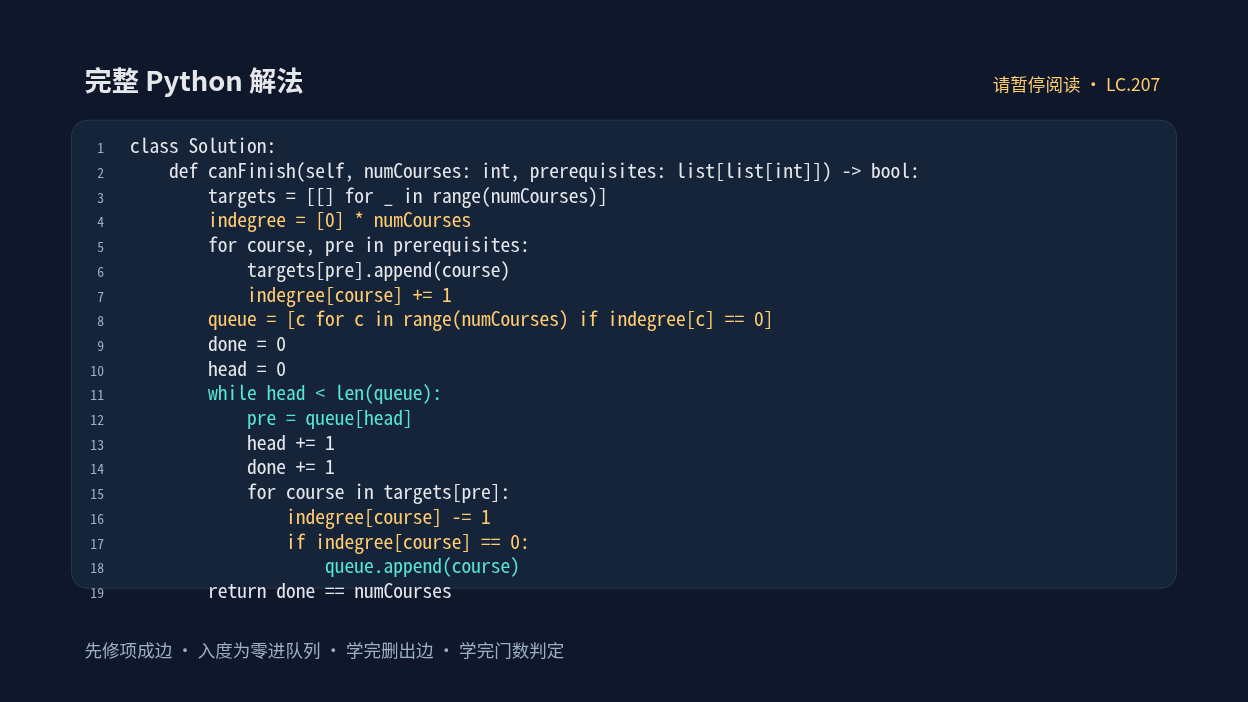 完整 Python 解法
请暂停阅读 · LC.207
1 class Solution:
2     def canFinish(self, numCourses: int, prerequisites: list[list[int]]) -> bool:
3         targets = [[] for _ in range(numCourses)]
4         indegree = [0] * numCourses
5         for course, pre in prerequisites:
6             targets[pre].append(course)
7             indegree[course] += 1
8         queue = [c for c in range(numCourses) if indegree[c] == 0]
9         done = 0
10         head = 0
11         while head < len(queue):
12             pre = queue[head]
13             head += 1
14             done += 1
15             for course in targets[pre]:
16                 indegree[course] -= 1
17                 if indegree[course] == 0:
18                     queue.append(course)
19         return done == numCourses
先修项成边 · 入度为零进队列 · 学完删出边 · 学完门数判定